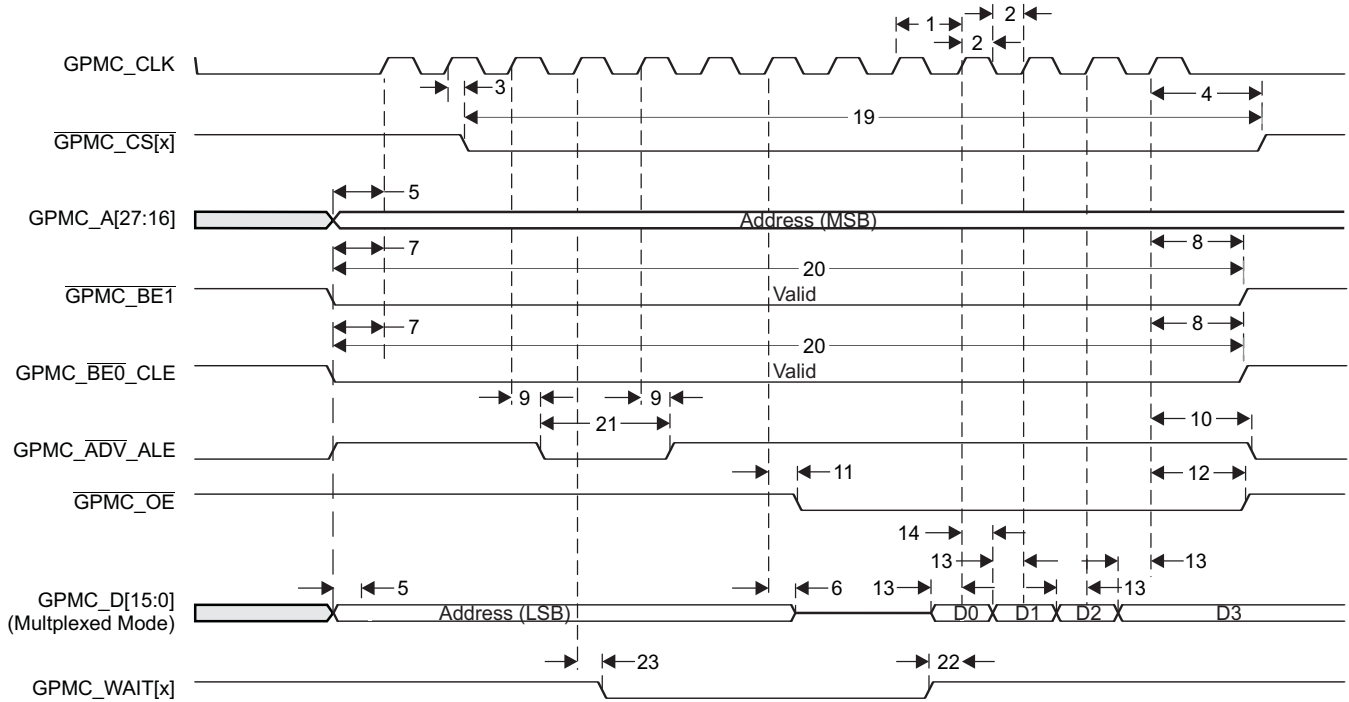 1
2
2
GPMC_CLK
3
4
19
GPMC_CS[x]
5
GPMC_A[27:16]
Address (MSB)
7
8
20
GPMC_BE1
Valid
7
8
20
GPMC_BE0_CLE
Valid
9
9
21
10
GPMC_ADV_ALE
11
12
GPMC_OE
14
13
13
5
6
13
13
GPMC_D[15:0]
(Multplexed Mode)
Address (LSB)
D0
D1
D2
D3
23
22
GPMC_WAIT[x]